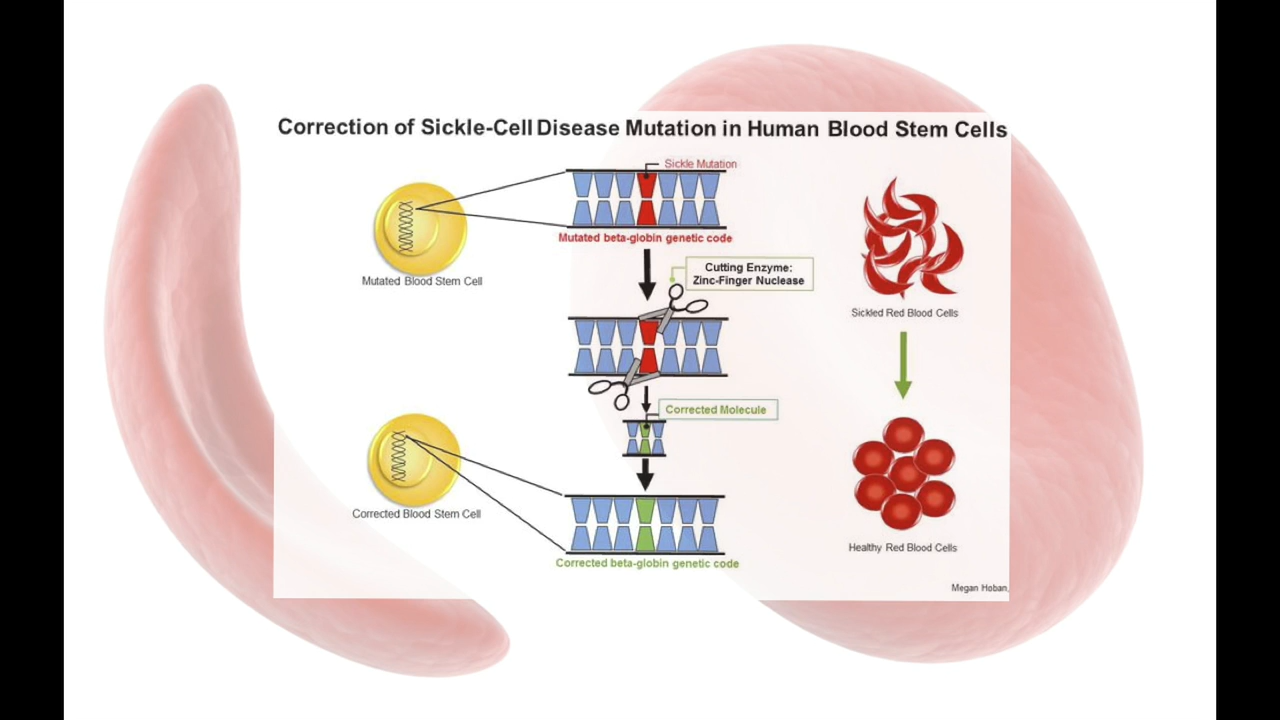 Correction of Sickle-Cell Disease Mutation in Human Blood Stem Cells
Sickle Mutation
Mutated beta-globin genetic code
Mutated Blood Stem Cell
Cutting Enzyme:
Zinc-Finger Nuclease
Sickled Red Blood Cells
Corrected Molecule
Corrected Blood Stem Cell
Healthy Red Blood Cells
Corrected beta-globin genetic code
Megan Hoban,